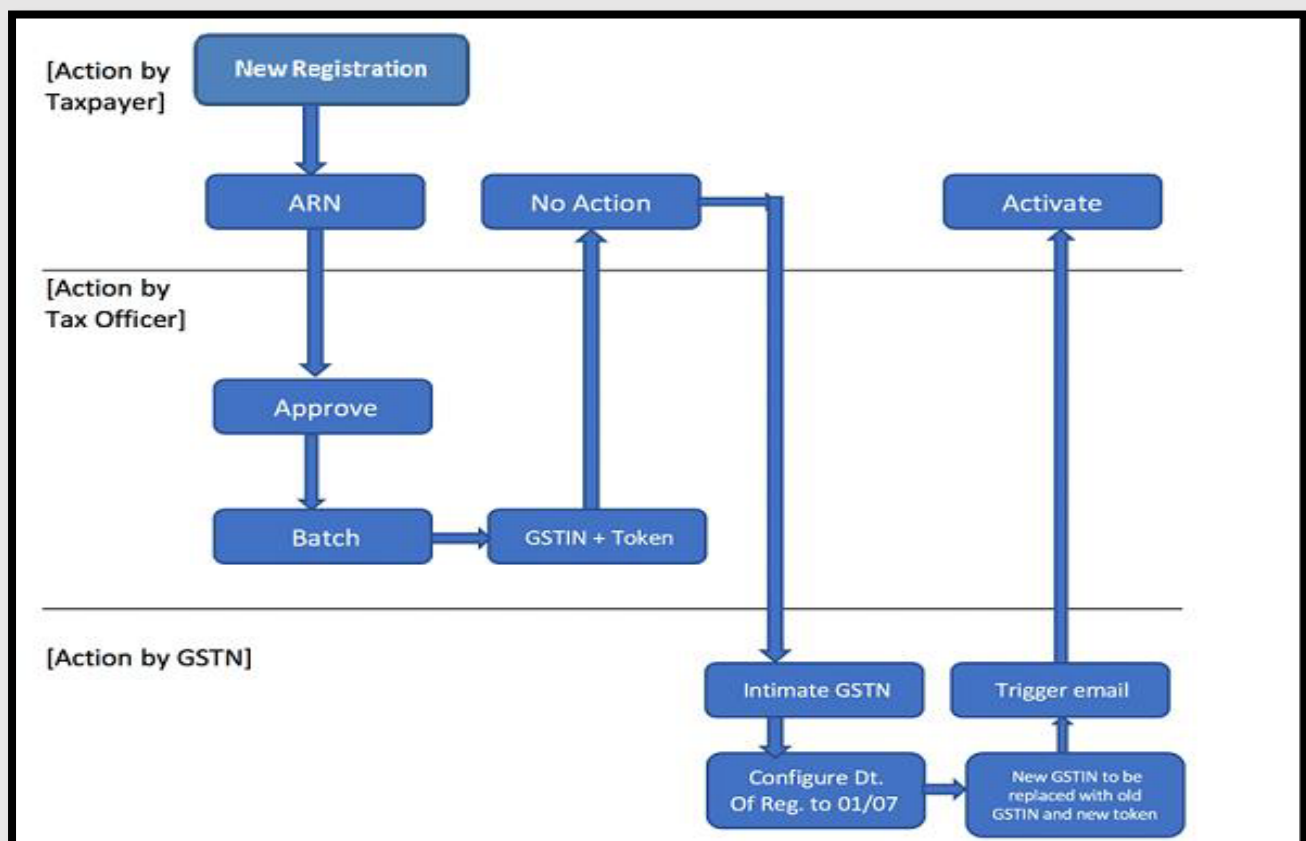 [Action by
Taxpayer]
New Registration
ARN
No Action
Activate
[Action by
Tax Officer]
Approve
Batch
GSTIN + Token
[Action by GSTN]
Intimate GSTN
Trigger email
Configure Dt.
Of Reg. to 01/07
New GSTIN to be
replaced with old
GSTIN and new token